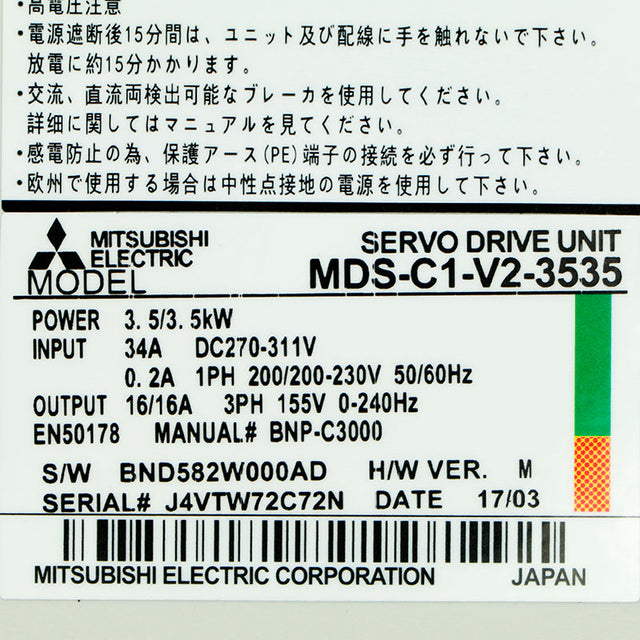 ・高電圧注意
・電源遮断後15分間は、ユニット及び配線に手を触れないで下さい。
放電に約15分かかります。
・交流、直流両検出可能なブレーカを使用してください。
詳細に関してはマニュアルを見てください。
・感電防止の為、保護アース(PE)端子の接続を必ず行って下さい。
・欧州で使用する場合は中性点接地の電源を使用して下さい。
MITSUBISHI
ELECTRIC
SERVO DRIVE UNIT
MODEL MDS-C1-V2-3535
POWER 3.5/3.5kW
INPUT 34A DC270-311V
0.2A 1PH 200/200-230V 50/60Hz
OUTPUT 16/16A 3PH 155V 0-240Hz
EN50178 MANUAL# BNP-C3000
S/W BND582W000AD H/W VER. M
SERIAL# J4VTW72C72N DATE 17/03
MITSUBISHI ELECTRIC CORPORATION JAPAN